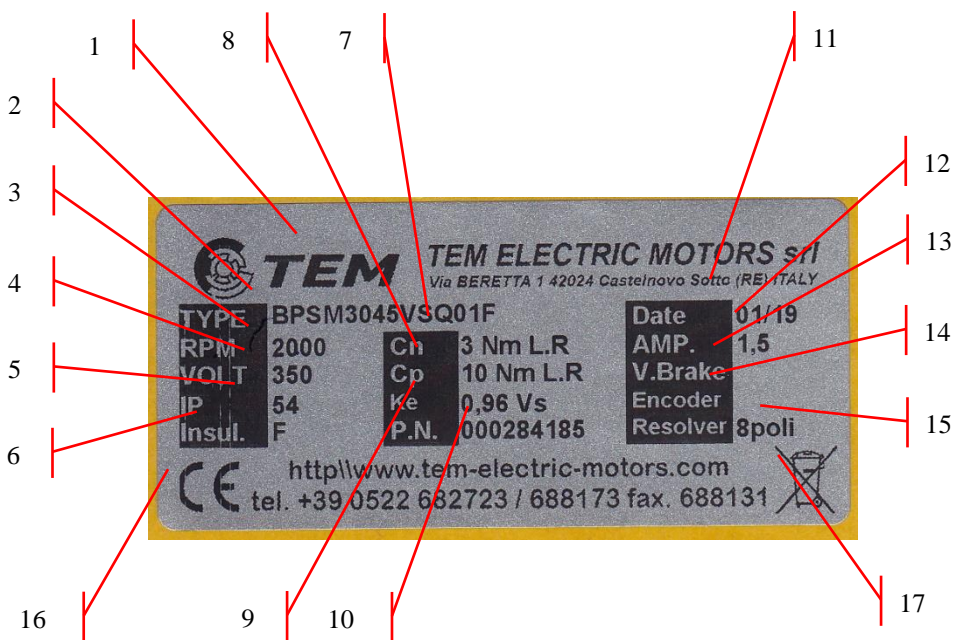 1
8
7
11
2
12
3
13
4
14
5
15
6
TEM
TEM ELECTRIC MOTORS srl
Via BERETTA 1 42024 Castelnovo Sotto (RE) ITALY
TYPE BPSM3045VSQ01F
Date 01/19
RPM 2000
Cn 3 Nm L.R
AMP. 1,5
VOLT 350
Cp 10 Nm L.R
V.Brake
IP 54
Ke 0,96 Vs
Encoder
Insul. F
P.N. 000284185
Resolver 8poli
CE http\\www.tem-electric-motors.com
tel. +39 0522 682723 / 688173 fax. 688131
16
9
10
17